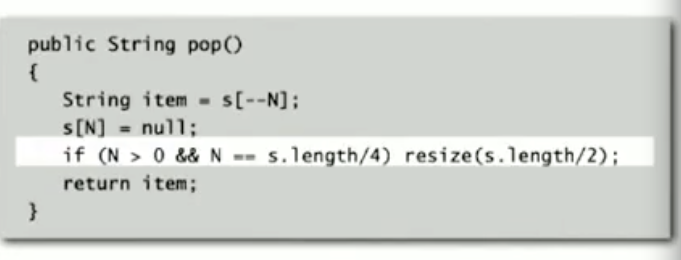 public String pop()
{
String item = s[--N];
s[N] = null;
if (N > 0 && N == s.length/4) resize(s.length/2);
return item;
}